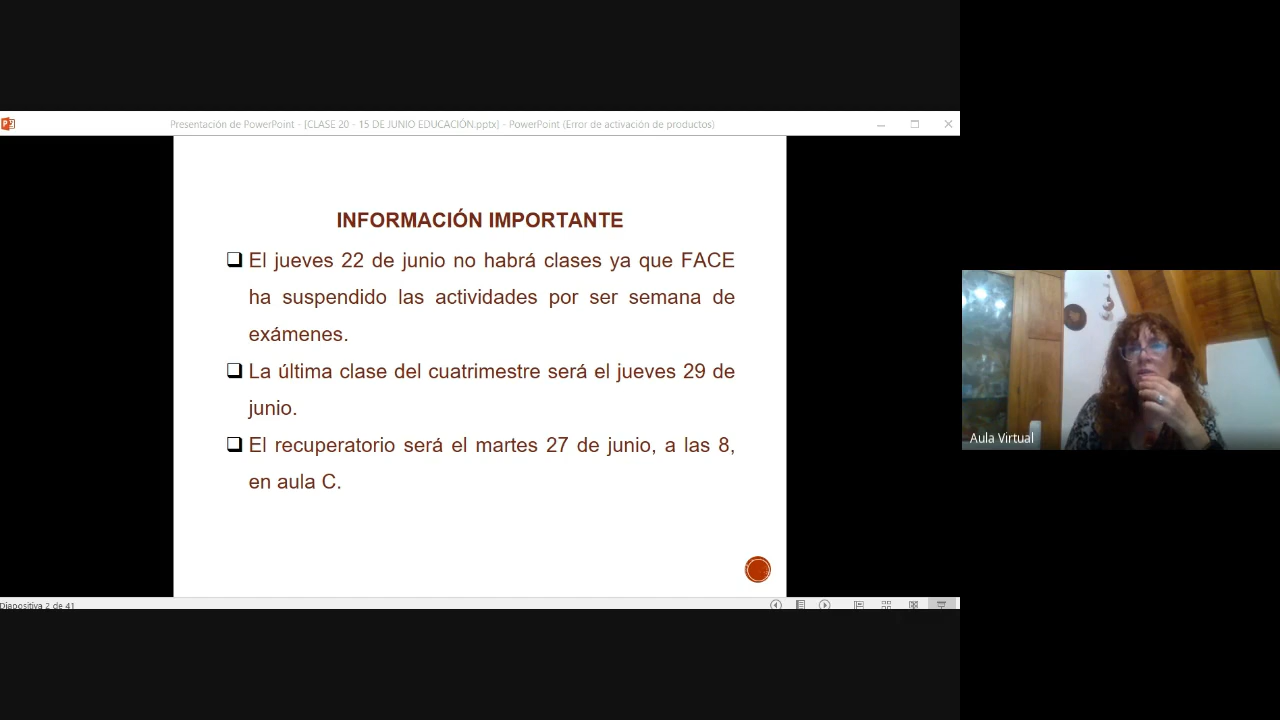 Presentación de PowerPoint - [CLASE 20 - 15 DE JUNIO EDUCACIÓN.pptx] - PowerPoint (Error de activación de productos)
INFORMACIÓN IMPORTANTE
❑ El jueves 22 de junio no habrá clases ya que FACE
ha suspendido las actividades por ser semana de
exámenes.
❑ La última clase del cuatrimestre será el jueves 29 de
junio.
❑ El recuperatorio será el martes 27 de junio, a las 8,
en aula C.
Aula Virtual
Diapositiva 2 de 41